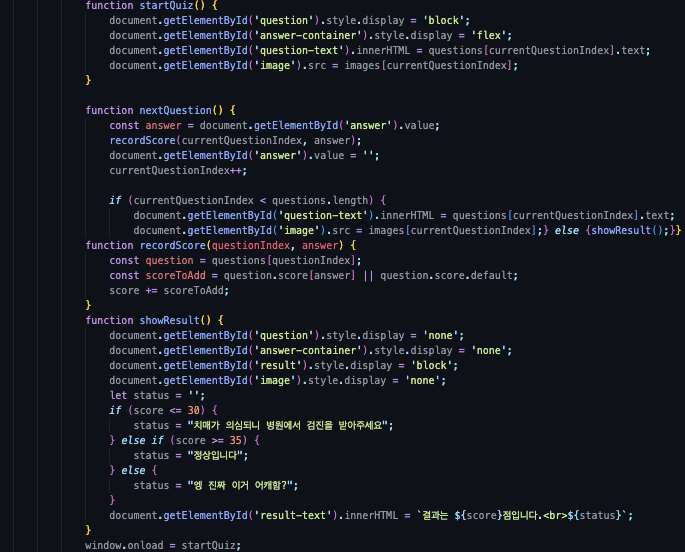 function startQuiz() {
document.getElementById('question').style.display = 'block';
document.getElementById('answer-container').style.display = 'flex';
document.getElementById('question-text').innerHTML = questions[currentQuestionIndex].text;
document.getElementById('image').src = images[currentQuestionIndex];
}
function nextQuestion() {
const answer = document.getElementById('answer').value;
recordScore(currentQuestionIndex, answer);
document.getElementById('answer').value = '';
currentQuestionIndex++;
if (currentQuestionIndex < questions.length) {
document.getElementById('question-text').innerHTML = questions[currentQuestionIndex].text;
document.getElementById('image').src = images[currentQuestionIndex];} else {showResult();}}
function recordScore(questionIndex, answer) {
const question = questions[questionIndex];
const scoreToAdd = question.score[answer] || question.score.default;
score += scoreToAdd;
}
function showResult() {
document.getElementById('question').style.display = 'none';
document.getElementById('answer-container').style.display = 'none';
document.getElementById('result').style.display = 'block';
document.getElementById('image').style.display = 'none';
let status = '';
if (score <= 30) {
status = "치매가 의심되니 병원에서 검진을 받아주세요";
} else if (score >= 35) {
status = "정상입니다";
} else {
status = "엥 진짜 이거 어캐함?";
}
document.getElementById('result-text').innerHTML = `결과는 ${score}점입니다.<br>${status}`;
}
window.onload = startQuiz;